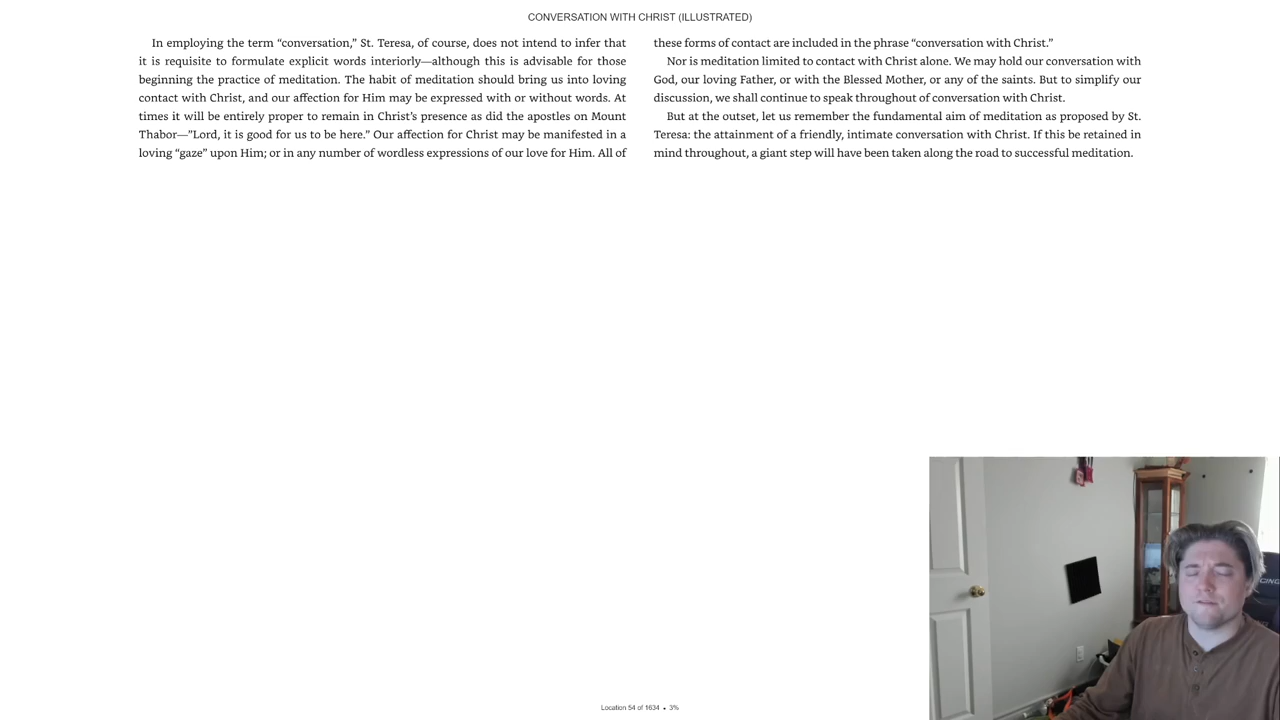 CONVERSATION WITH CHRIST (ILLUSTRATED)
In employing the term “conversation,” St. Teresa, of course, does not intend to infer that
it is requisite to formulate explicit words interiorly—although this is advisable for those
beginning the practice of meditation. The habit of meditation should bring us into loving
contact with Christ, and our affection for Him may be expressed with or without words. At
times it will be entirely proper to remain in Christ’s presence as did the apostles on Mount
Thabor—”Lord, it is good for us to be here.” Our affection for Christ may be manifested in a
loving “gaze” upon Him; or in any number of wordless expressions of our love for Him. All of
these forms of contact are included in the phrase “conversation with Christ.”
Nor is meditation limited to contact with Christ alone. We may hold our conversation with
God, our loving Father, or with the Blessed Mother, or any of the saints. But to simplify our
discussion, we shall continue to speak throughout of conversation with Christ.
But at the outset, let us remember the fundamental aim of meditation as proposed by St.
Teresa: the attainment of a friendly, intimate conversation with Christ. If this be retained in
mind throughout, a giant step will have been taken along the road to successful meditation.
Location 54 of 1634 • 3%